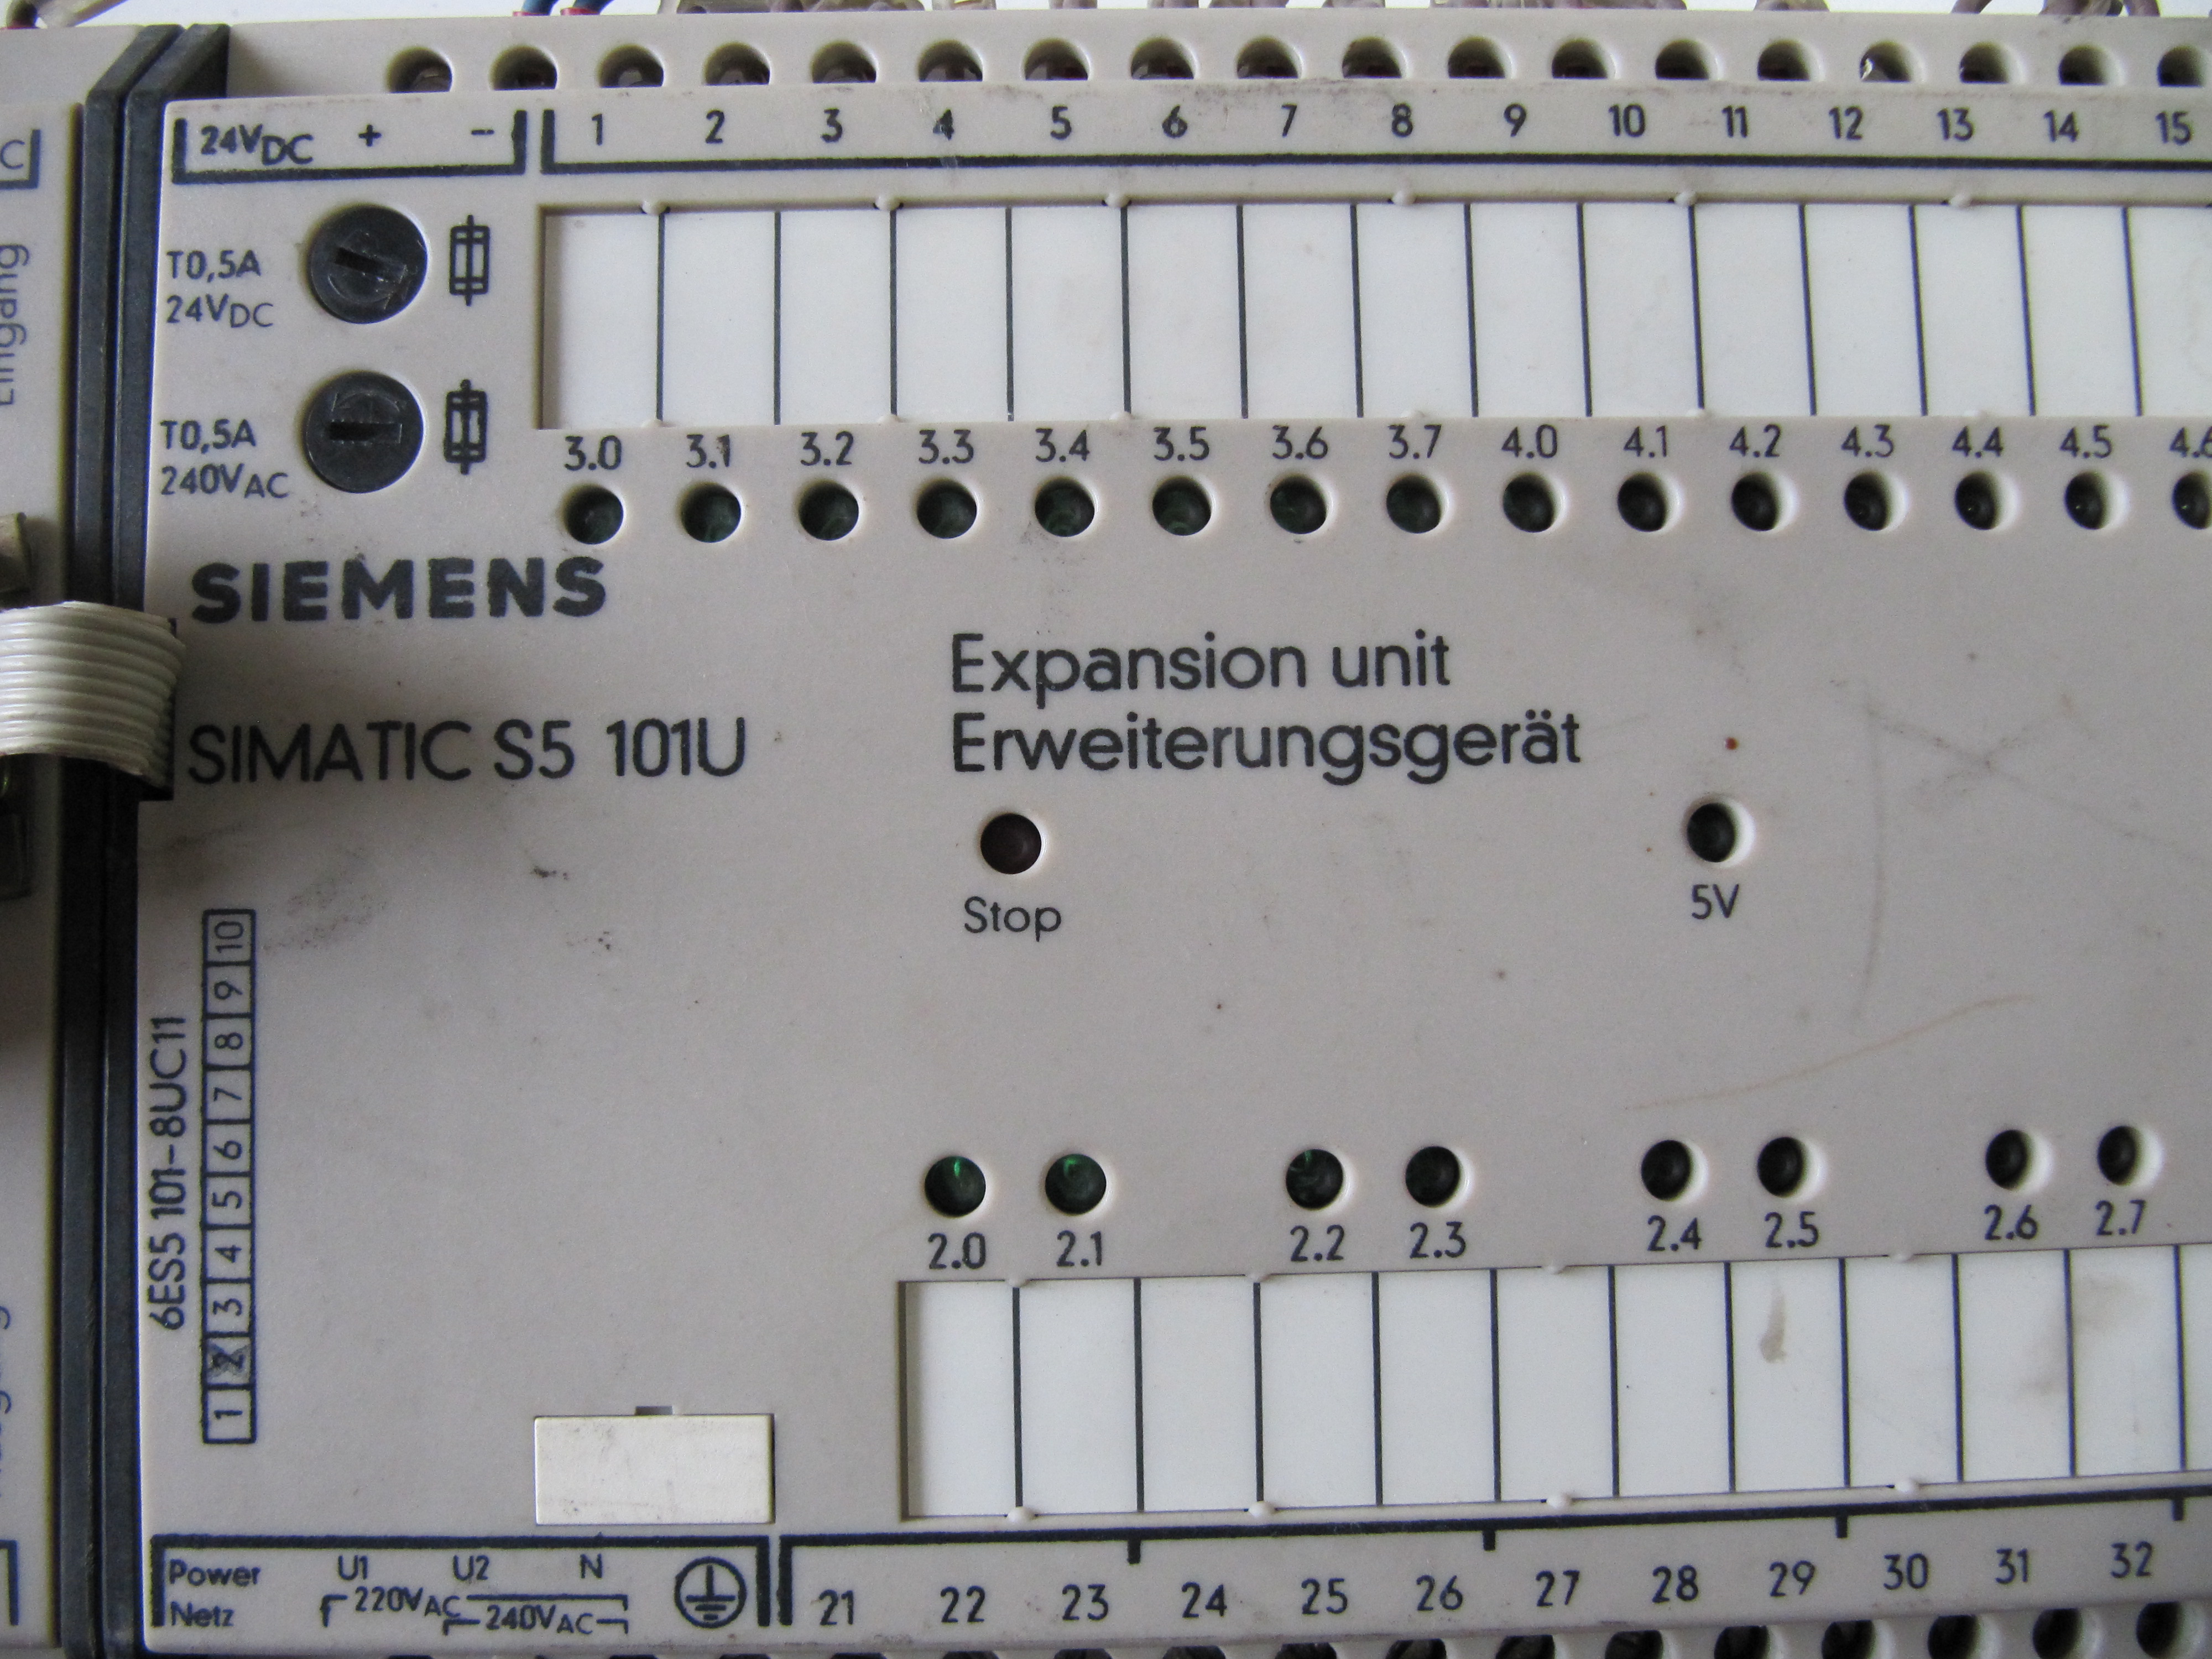 24VDC + - 1 2 3 4 5 6 7 8 9 10 11 12 13 14 15
C
T0,5A
24VDC
Eingang
T0,5A
240VAC
3.0 3.1 3.2 3.3 3.4 3.5 3.6 3.7 4.0 4.1 4.2 4.3 4.4 4.5 4.6
SIEMENS
Expansion unit
SIMATIC S5 101U
Erweiterungsgerät
Stop
5V
6ES5 101-8UC11
1 2 3 4 5 6 7 8 9 10
2.0 2.1 2.2 2.3 2.4 2.5 2.6 2.7
Power U1 U2 N
Netz 220VAC 240VAC
21 22 23 24 25 26 27 28 29 30 31 32